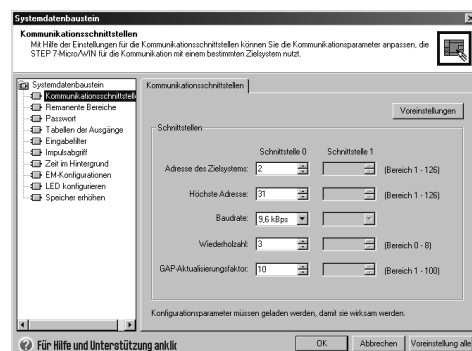 Systemdatenbaustein
Kommunikationsschnittstellen
Mit Hilfe der Einstellungen für die Kommunikationsschnittstellen können Sie die Kommunikationsparameter anpassen, die
STEP 7-Micro/WIN für die Kommunikation mit einem bestimmten Zielsystem nutzt.
Systemdatenbaustein
Kommunikationsschnittstell
Remanente Bereiche
Passwort
Tabellen der Ausgänge
Eingabefilter
Impulsabgriff
Zeit im Hintergrund
EM-Konfigurationen
LED konfigurieren
Speicher erhöhen
Kommunikationsschnittstellen
Voreinstellungen
Schnittstellen
Schnittstelle 0 Schnittstelle 1
Adresse des Zielsystems: 2 (Bereich 1 - 126)
Höchste Adresse: 31 (Bereich 1 - 126)
Baudrate: 9,6 kBps
Wiederholzahl: 3 (Bereich 0 - 8)
GAP-Aktualisierungsfaktor: 10 (Bereich 1 - 100)
Konfigurationsparameter müssen geladen werden, damit sie wirksam werden.
Für Hilfe und Unterstützung anklic
OK Abbrechen Voreinstellung alle